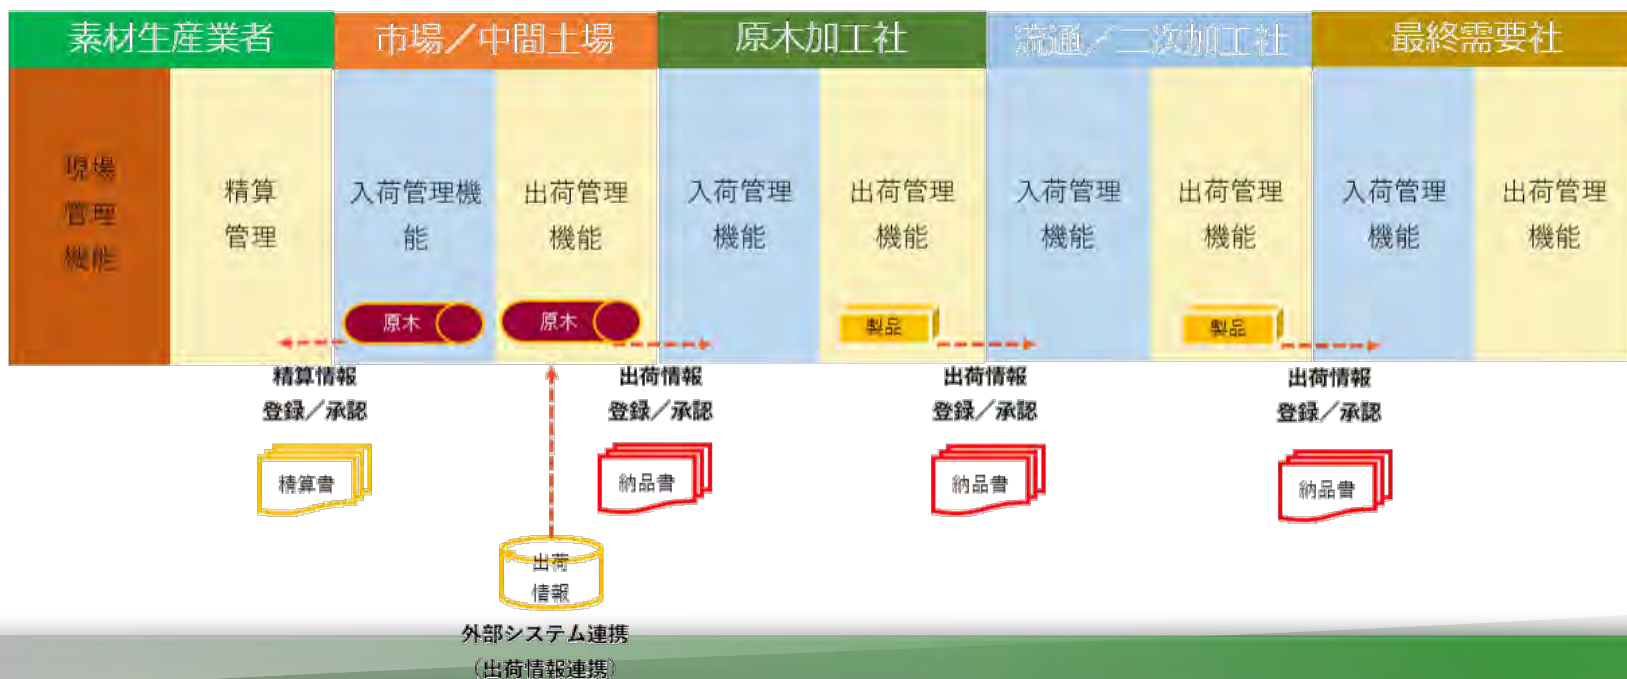 素材生産業者
市場／中間土場
原木加工社
流通／二次加工社
最終需要社
現場
管理
機能
精算
管理
入荷管理機
能
出荷管理
機能
入荷管理
機能
出荷管理
機能
入荷管理
機能
出荷管理
機能
入荷管理
機能
出荷管理
機能
原木
原木
製品
製品
精算情報
登録／承認
出荷情報
登録／承認
出荷情報
登録／承認
出荷情報
登録／承認
精算書
納品書
納品書
納品書
出荷
情報
外部システム連携
（出荷情報連携）